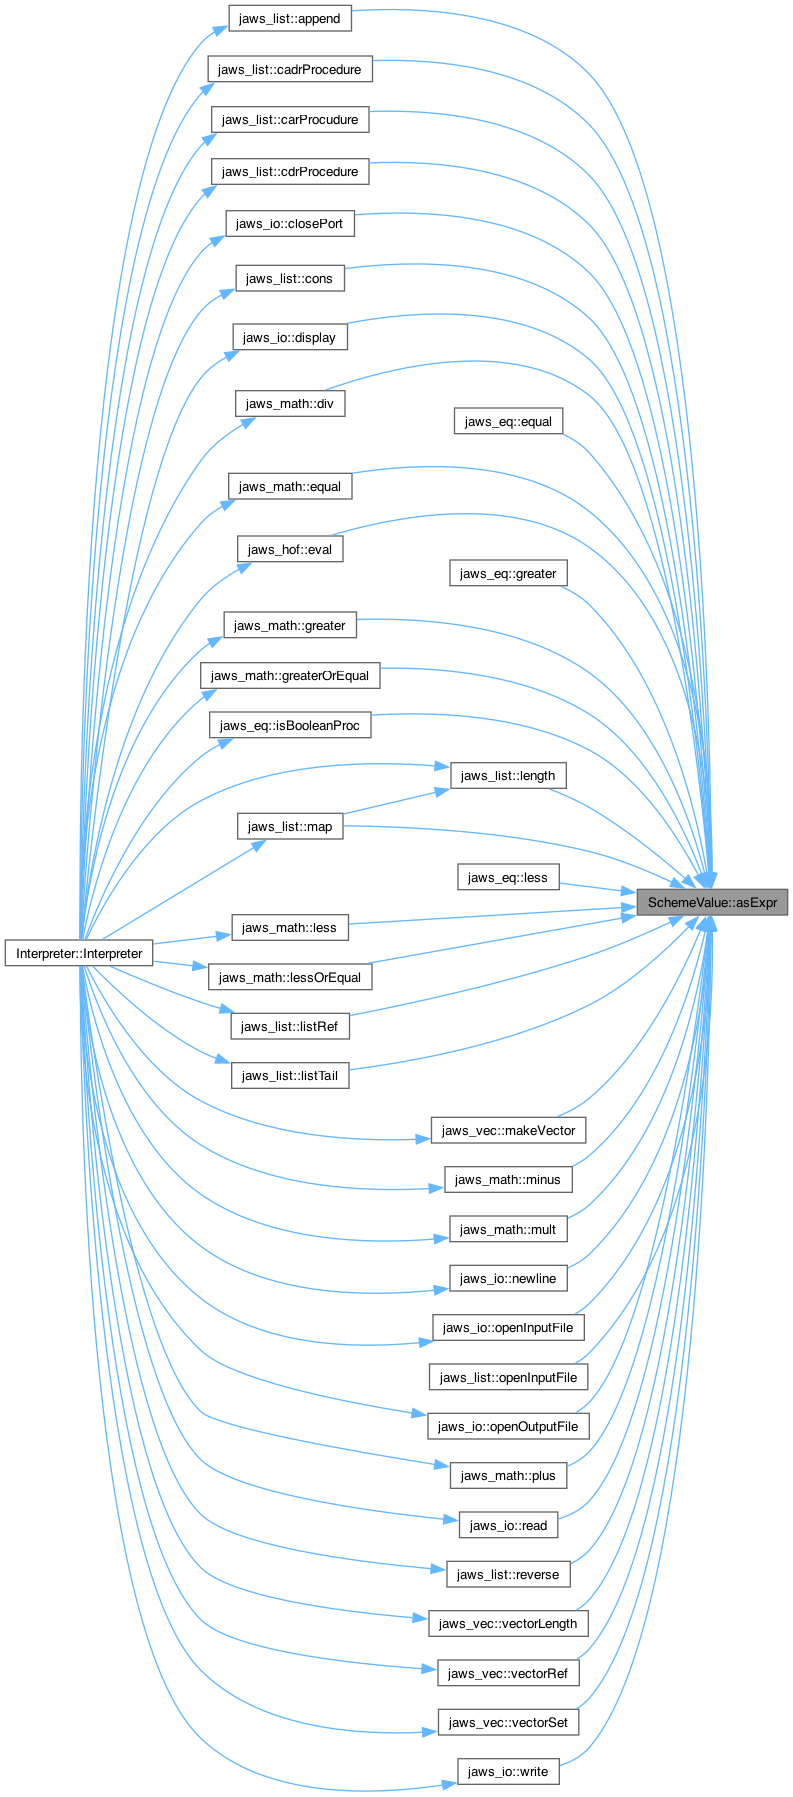 jaws_list::append
jaws_list::cadrProcedure
jaws_list::carProcudure
jaws_list::cdrProcedure
jaws_io::closePort
jaws_list::cons
jaws_io::display
jaws_math::div
jaws_eq::equal
jaws_math::equal
jaws_hof::eval
jaws_eq::greater
jaws_math::greater
jaws_math::greaterOrEqual
jaws_eq::isBooleanProc
jaws_list::length
jaws_list::map
jaws_eq::less
SchemeValue::asExpr
jaws_math::less
Interpreter::Interpreter
jaws_math::lessOrEqual
jaws_list::listRef
jaws_list::listTail
jaws_vec::makeVector
jaws_math::minus
jaws_math::mult
jaws_io::newline
jaws_io::openInputFile
jaws_list::openInputFile
jaws_io::openOutputFile
jaws_math::plus
jaws_io::read
jaws_list::reverse
jaws_vec::vectorLength
jaws_vec::vectorRef
jaws_vec::vectorSet
jaws_io::write